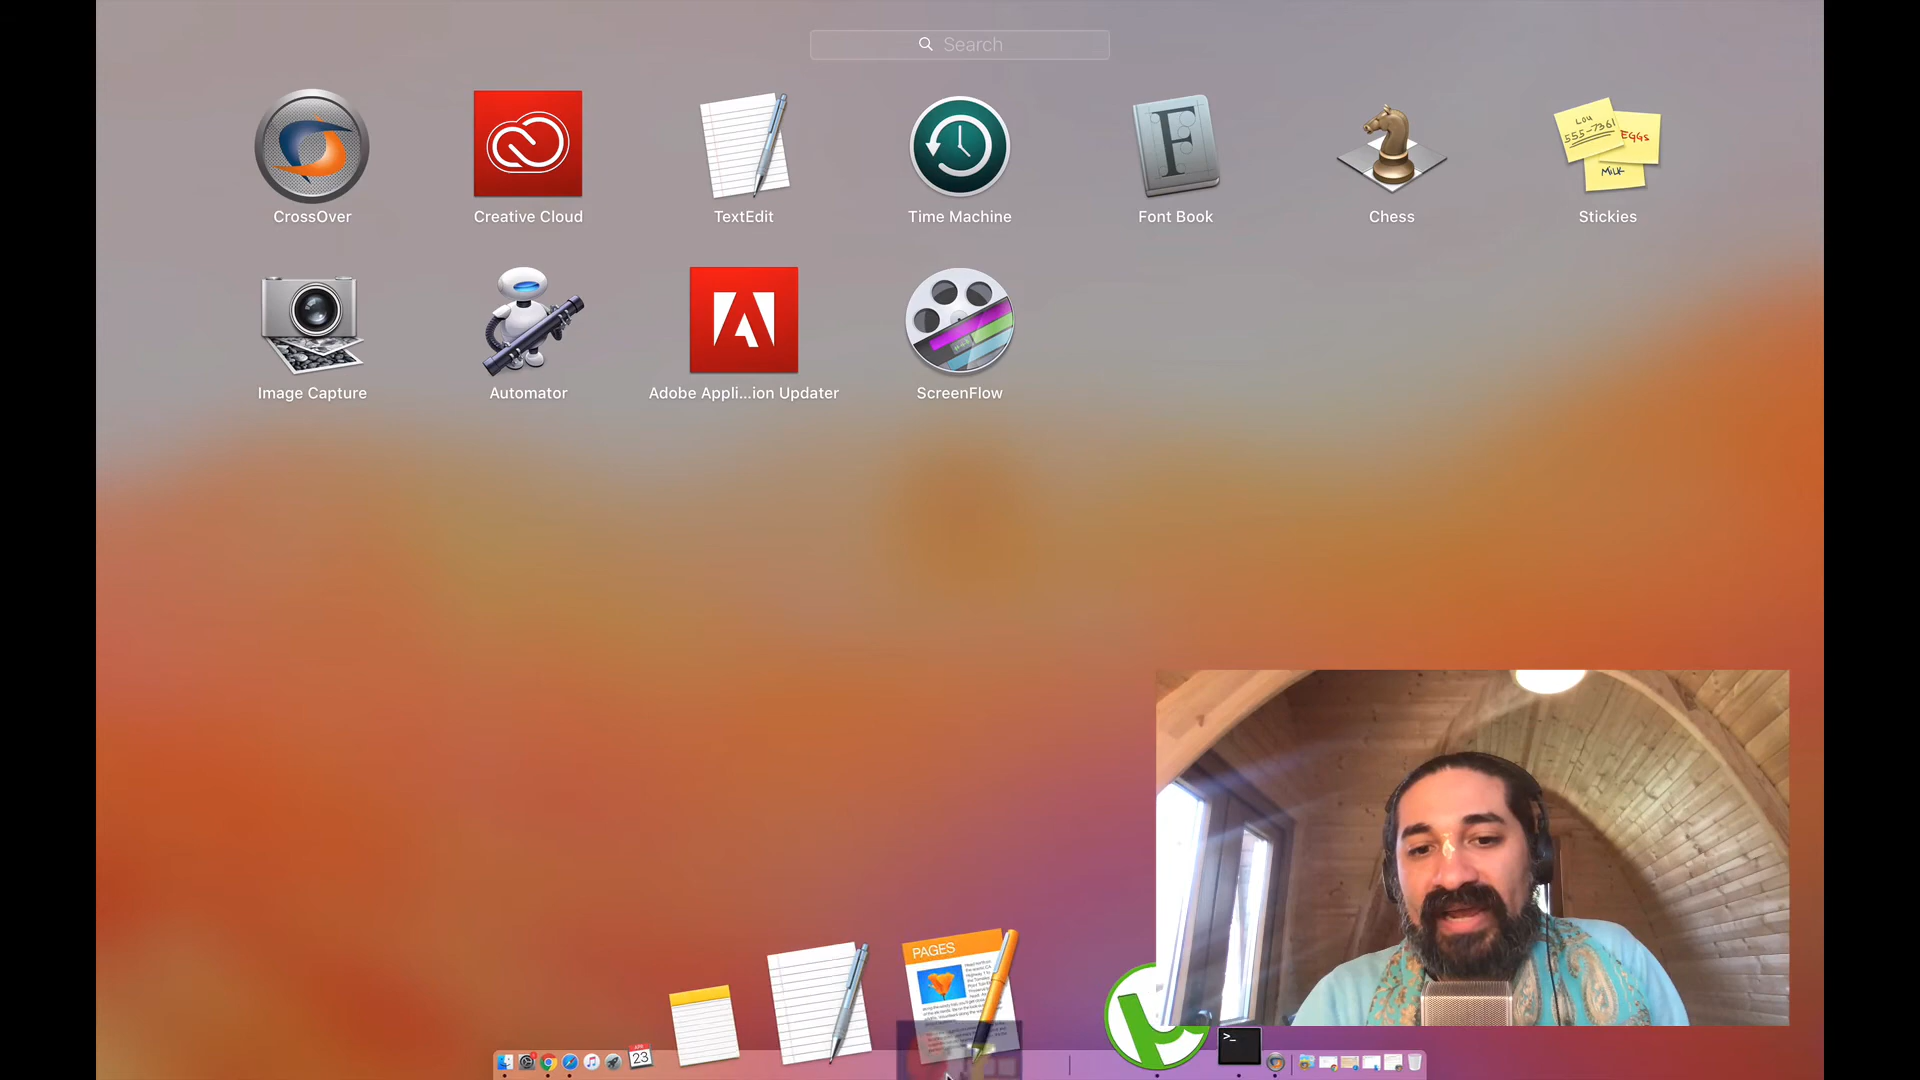 Search
CrossOver
Creative Cloud
TextEdit
Time Machine
Font Book
Chess
Stickies
LOU
555-7361
EGGS
MILK
F
Image Capture
Automator
Adobe Appli...ion Updater
ScreenFlow
PAGES
APR
23
>_